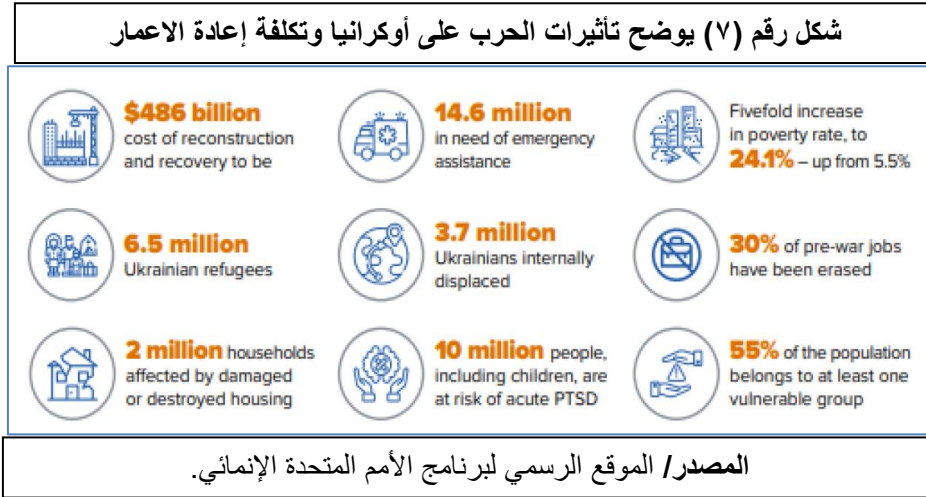 شكل رقم (٧) يوضح تأثيرات الحرب على أوكرانيا وتكلفة إعادة الاعمار
$486 billion
cost of reconstruction
and recovery to be
14.6 million
in need of emergency
assistance
Fivefold increase
in poverty rate, to
24.1% – up from 5.5%
6.5 million
Ukrainian refugees
3.7 million
Ukrainians internally
displaced
30% of pre-war jobs
have been erased
2 million households
affected by damaged
or destroyed housing
10 million people,
including children, are
at risk of acute PTSD
55% of the population
belongs to at least one
vulnerable group
المصدر/ الموقع الرسمي لبرنامج الأمم المتحدة الإنمائي.